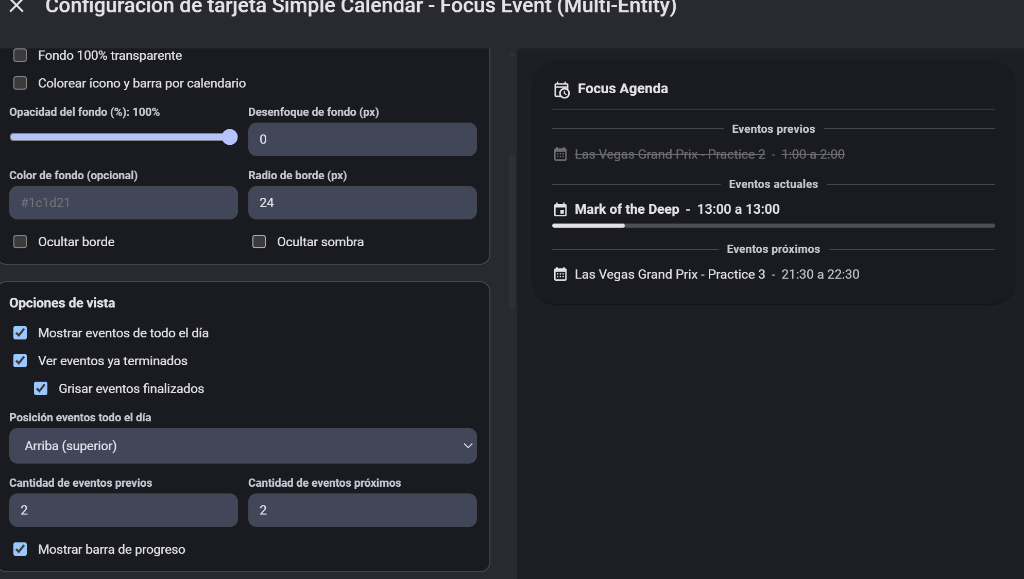 Configuración de tarjeta Simple Calendar - Focus Event (Multi-Entity)
Fondo 100% transparente
Colorear ícono y barra por calendario
Opacidad del fondo (%): 100%
Desenfoque de fondo (px)
0
Color de fondo (opcional)
Radio de borde (px)
#1c1d21
24
Ocultar borde
Ocultar sombra
Opciones de vista
Mostrar eventos de todo el día
Ver eventos ya terminados
Grisar eventos finalizados
Posición eventos todo el día
Arriba (superior)
Cantidad de eventos previos
Cantidad de eventos próximos
2
2
Mostrar barra de progreso
Focus Agenda
Eventos previos
Las Vegas Grand Prix - Practice 2 - 1:00 a 2:00
Eventos actuales
Mark of the Deep - 13:00 a 13:00
Eventos próximos
Las Vegas Grand Prix - Practice 3 - 21:30 a 22:30